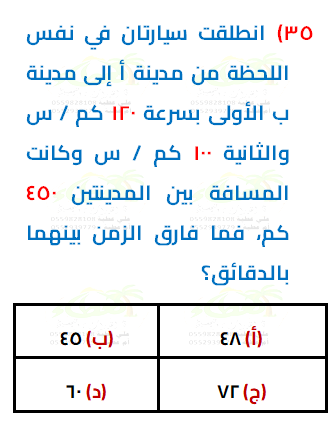 ٣٥) انطلقت سيارتان في نفس
اللحظة من مدينة أ إلى مدينة
ب الأولى بسرعة ١٢٠ كم / س
والثانية ١٠٠ كم / س وكانت
المسافة بين المدينتين ٤٥٠
كم، فما فارق الزمن بينهما
بالدقائق؟
(أ) ٤٨
(ب) ٤٥
(ج) ٧٢
(د) ٦٠